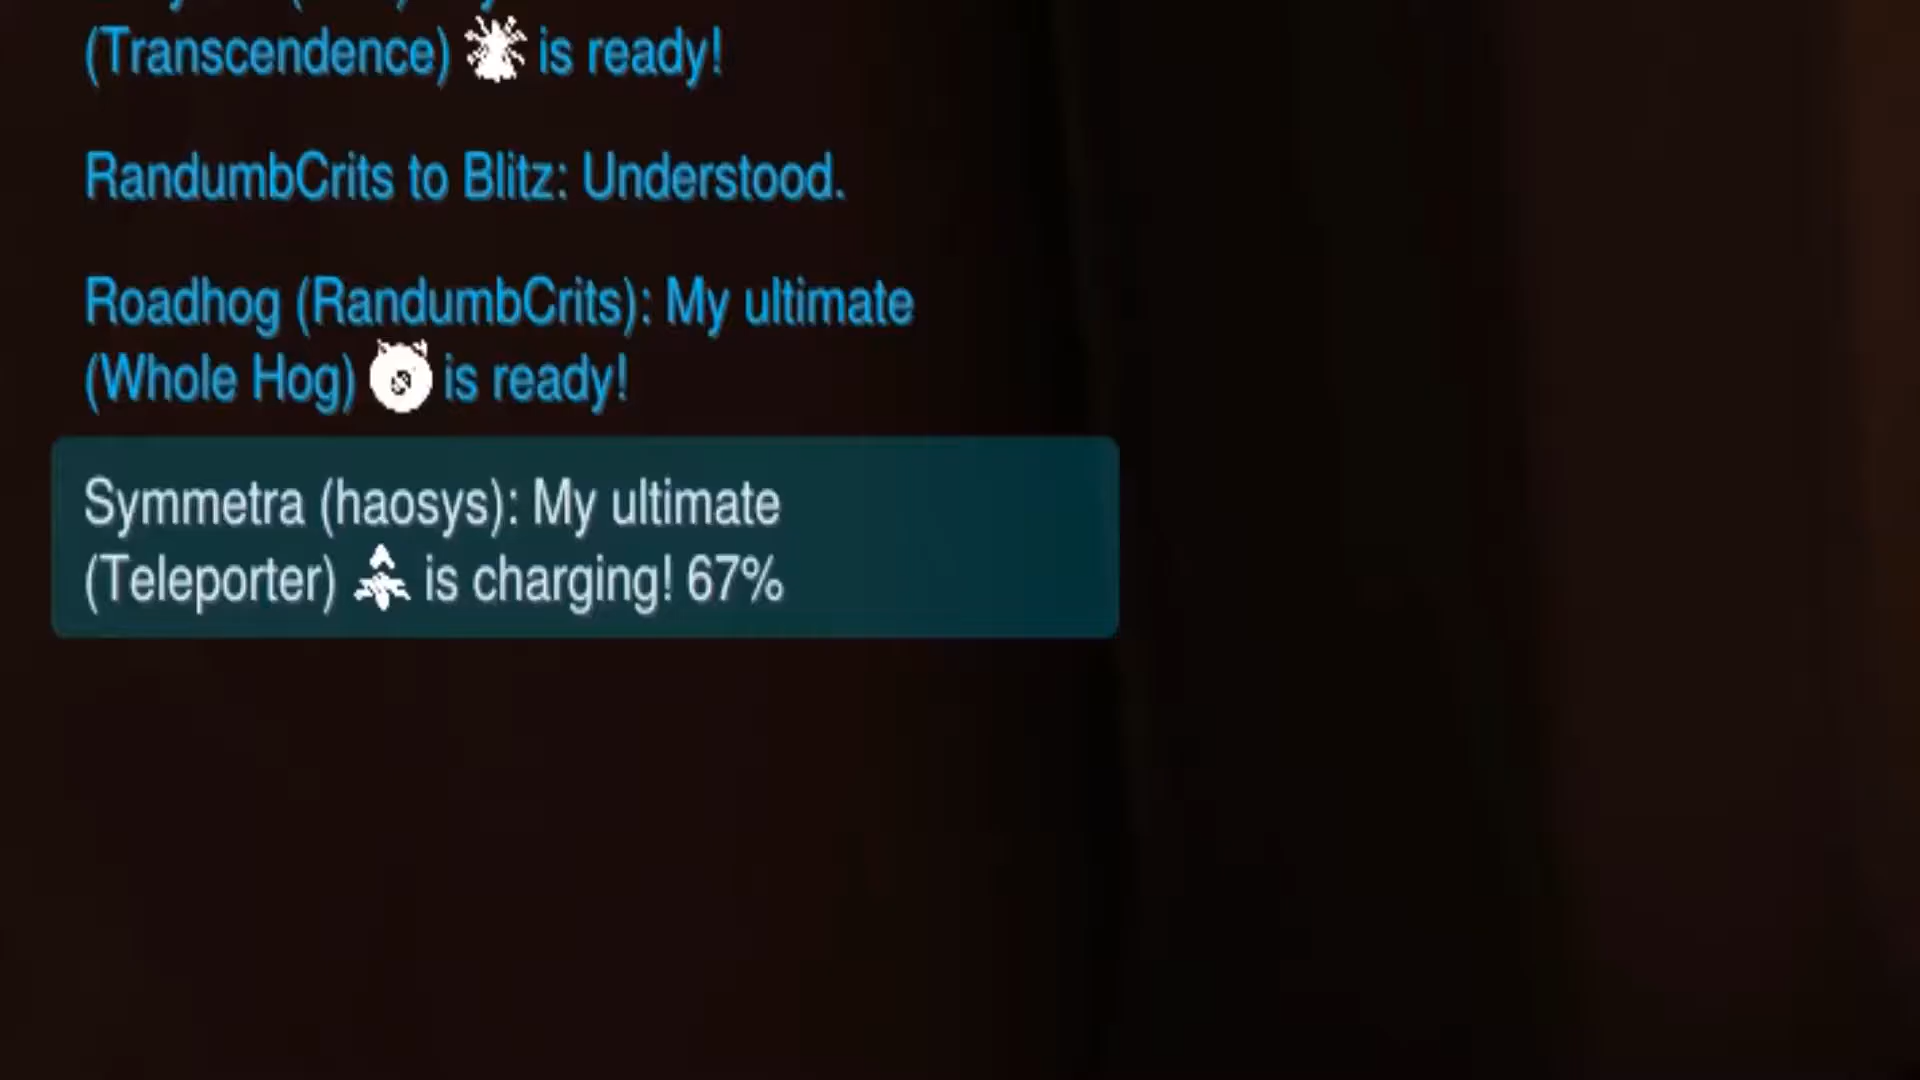 (Transcendence) is ready!
RandumbCrits to Blitz: Understood.
Roadhog (RandumbCrits): My ultimate
(Whole Hog) is ready!
Symmetra (haosys): My ultimate
(Teleporter) is charging! 67%